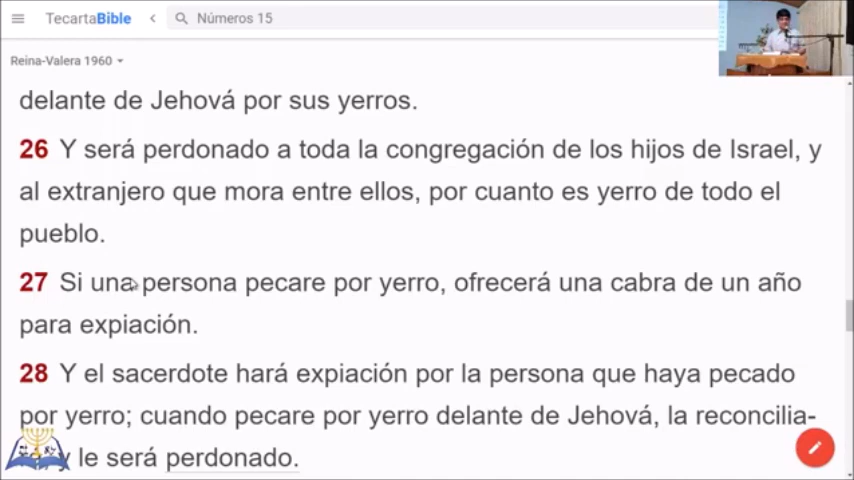 TecartaBible
Números 15
Reina-Valera 1960
delante de Jehová por sus yerros.
26 Y será perdonado a toda la congregación de los hijos de Israel, y
al extranjero que mora entre ellos, por cuanto es yerro de todo el
pueblo.
27 Si una persona pecare por yerro, ofrecerá una cabra de un año
para expiación.
28 Y el sacerdote hará expiación por la persona que haya pecado
por yerro; cuando pecare por yerro delante de Jehová, la reconcilia-
y le será perdonado.